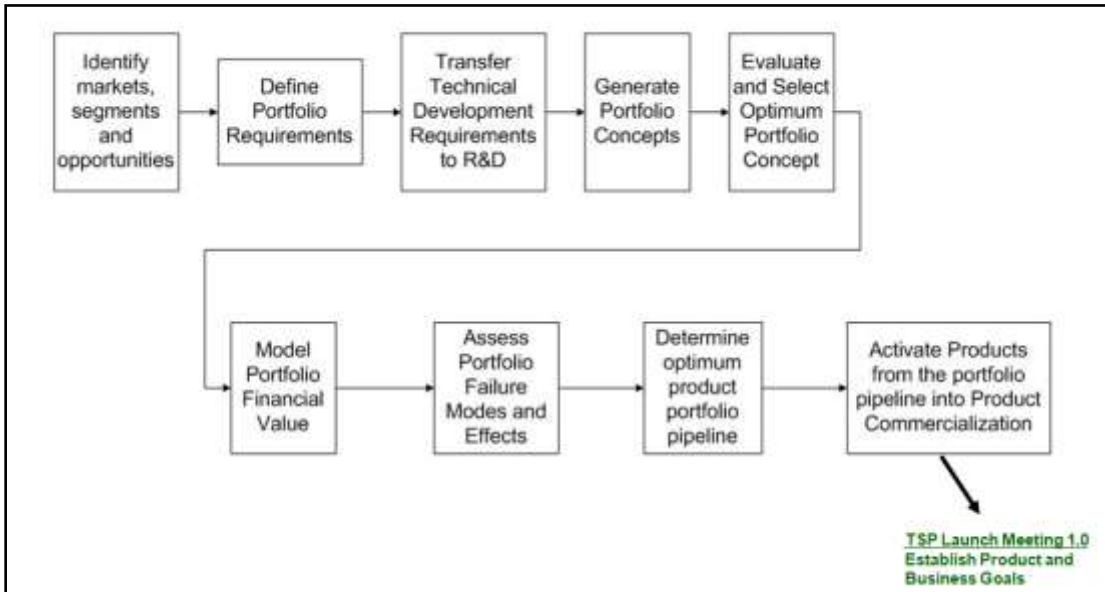 Identify
markets,
segments
and
opportunities
Define
Portfolio
Requirements
Transfer
Technical
Development
Requirements
to R&D
Generate
Portfolio
Concepts
Evaluate
and Select
Optimum
Portfolio
Concept
Model
Portfolio
Financial
Value
Assess
Portfolio
Failure
Modes and
Effects
Determine
optimum
product
portfolio
pipeline
Activate Products
from the portfolio
pipeline into Product
Commercialization
TSP Launch Meeting 1.0
Establish Product and
Business Goals